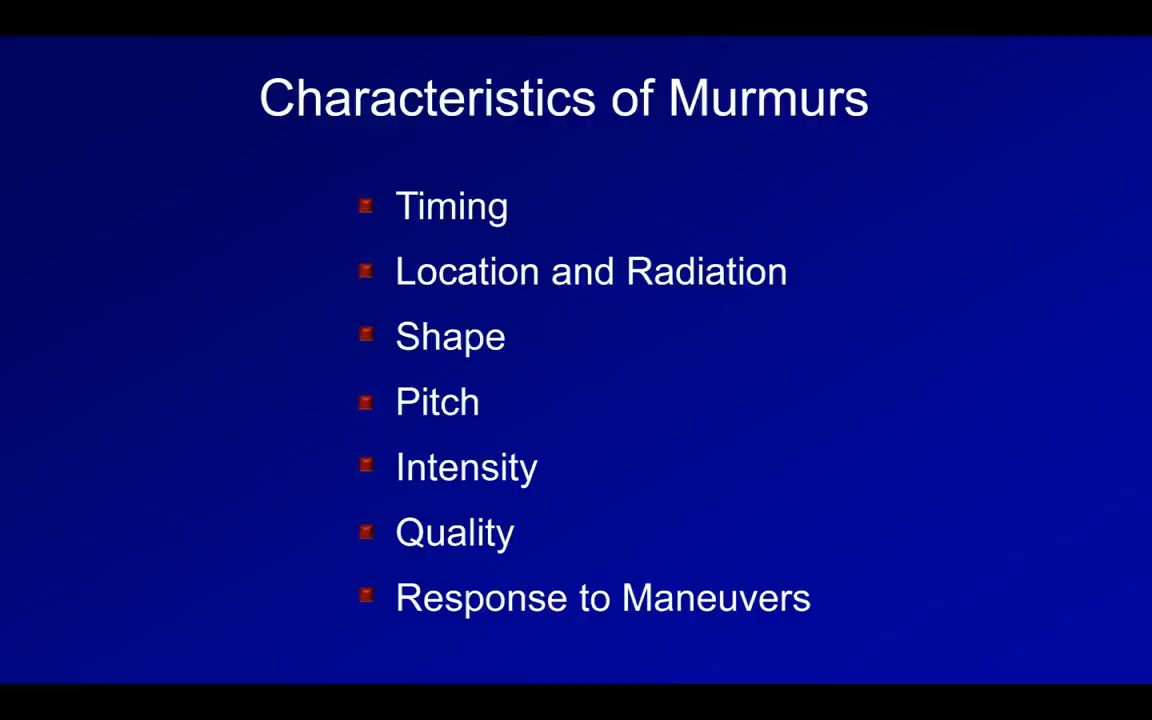 Characteristics of Murmurs
Timing
Location and Radiation
Shape
Pitch
Intensity
Quality
Response to Maneuvers